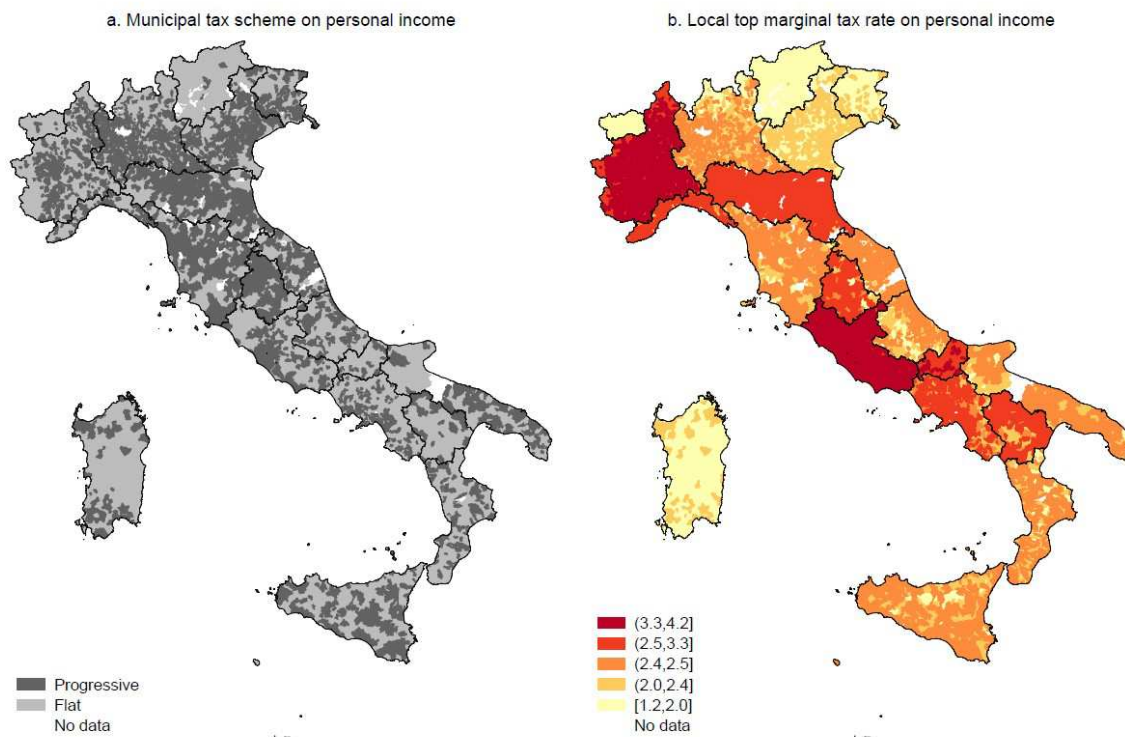 a. Municipal tax scheme on personal income
Progressive
Flat
No data
b. Local top marginal tax rate on personal income
(3.3,4.2]
(2.5,3.3]
(2.4,2.5]
(2.0,2.4]
[1.2,2.0]
No data